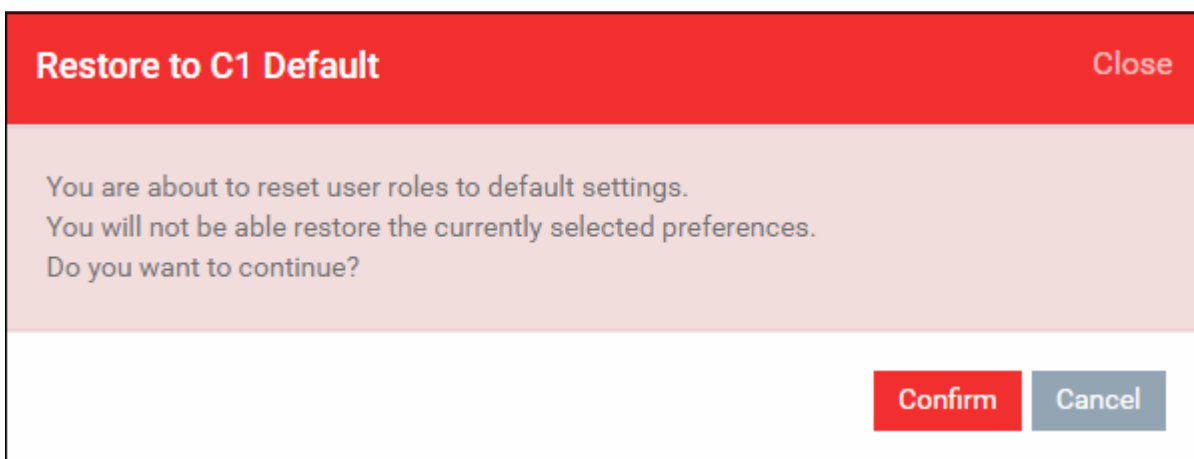 Restore to C1 Default
Close
You are about to reset user roles to default settings.
You will not be able restore the currently selected preferences.
Do you want to continue?
Confirm
Cancel